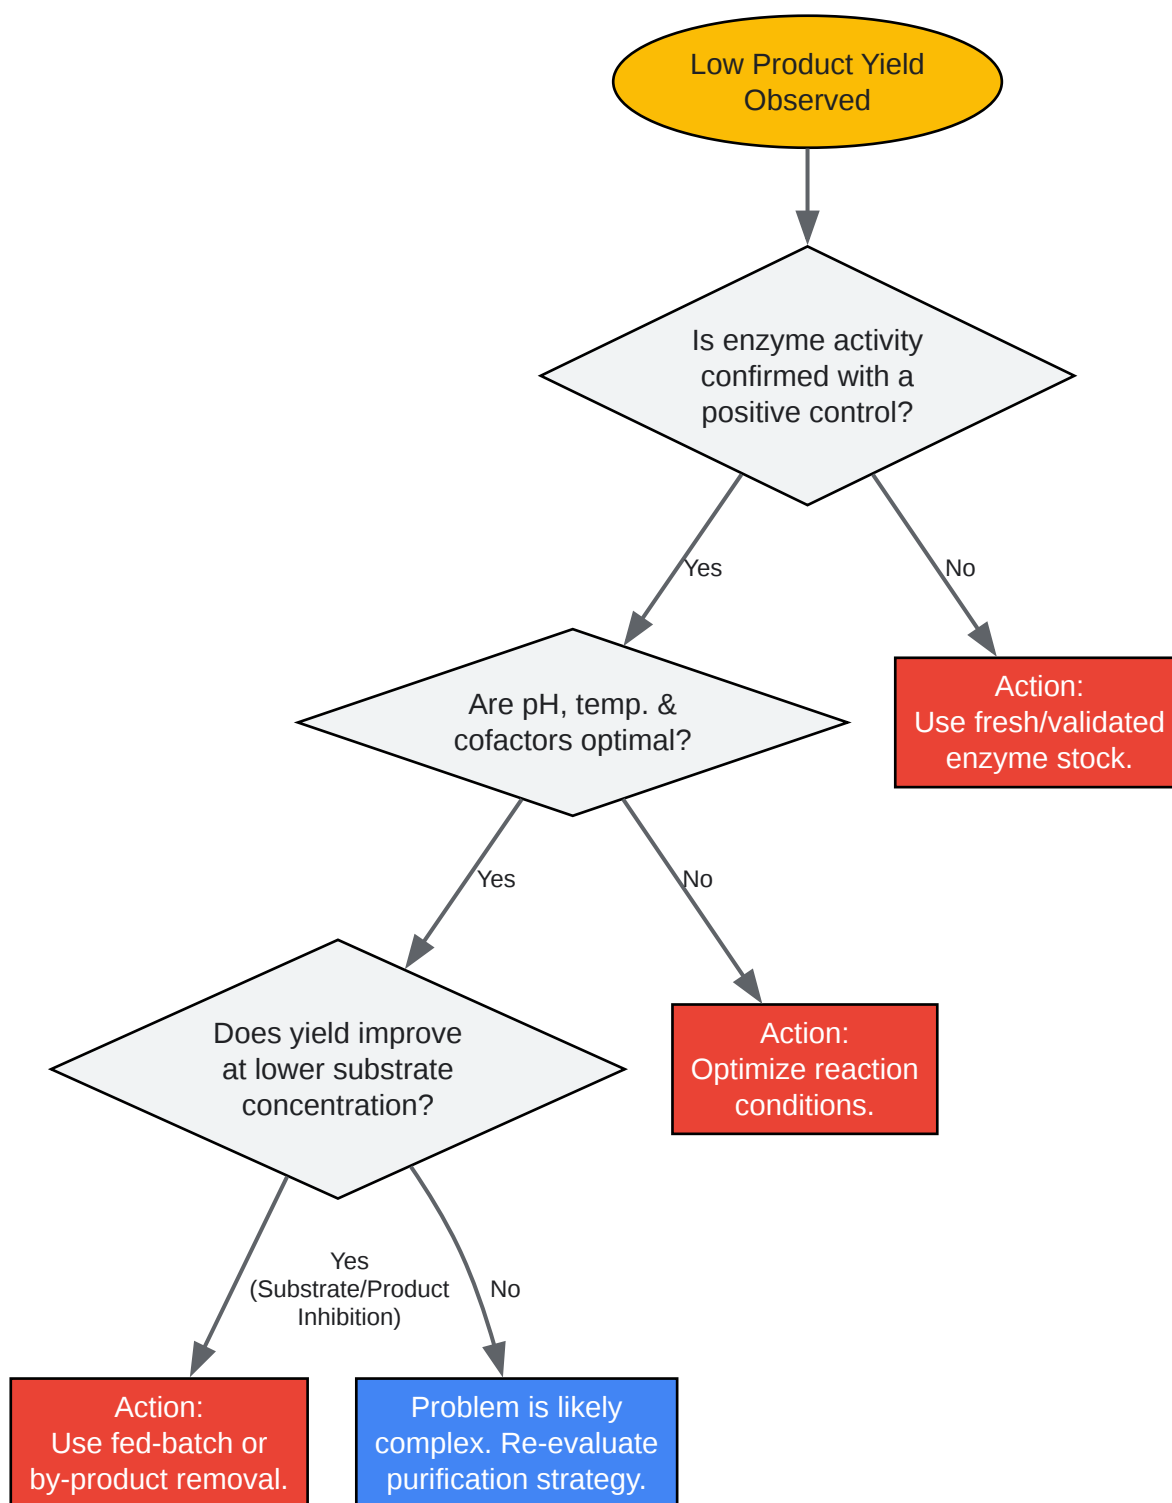 Low Product Yield
Observed
Is enzyme activity
confirmed with a
positive control?
Yes
No
Are pH, temp. &
cofactors optimal?
Action:
Use fresh/validated
enzyme stock.
Yes
No
Does yield improve
at lower substrate
concentration?
Action:
Optimize reaction
conditions.
Yes
(Substrate/Product
Inhibition)
No
Action:
Use fed-batch or
by-product removal.
Problem is likely
complex. Re-evaluate
purification strategy.